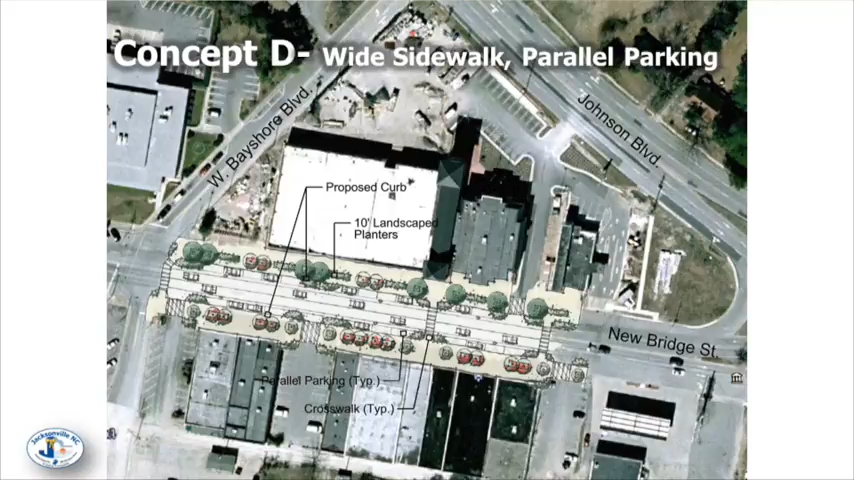 Concept D- Wide Sidewalk, Parallel Parking
Johnson Blvd.
W. Bayshore Blvd.
Proposed Curb
10' Landscaped
Planters
New Bridge St.
Parallel Parking (Typ.)
Crosswalk (Typ.)
Jacksonville NC